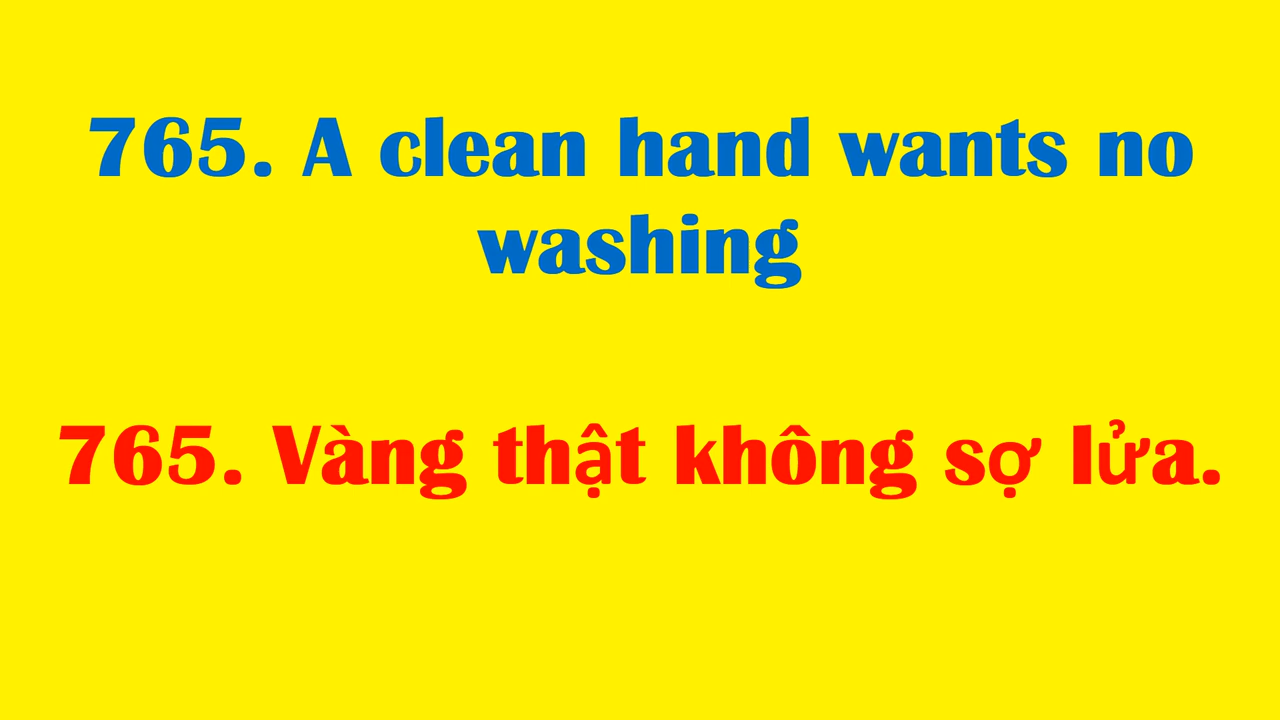 765. A clean hand wants no
washing
765. Vàng thật không sợ lửa.